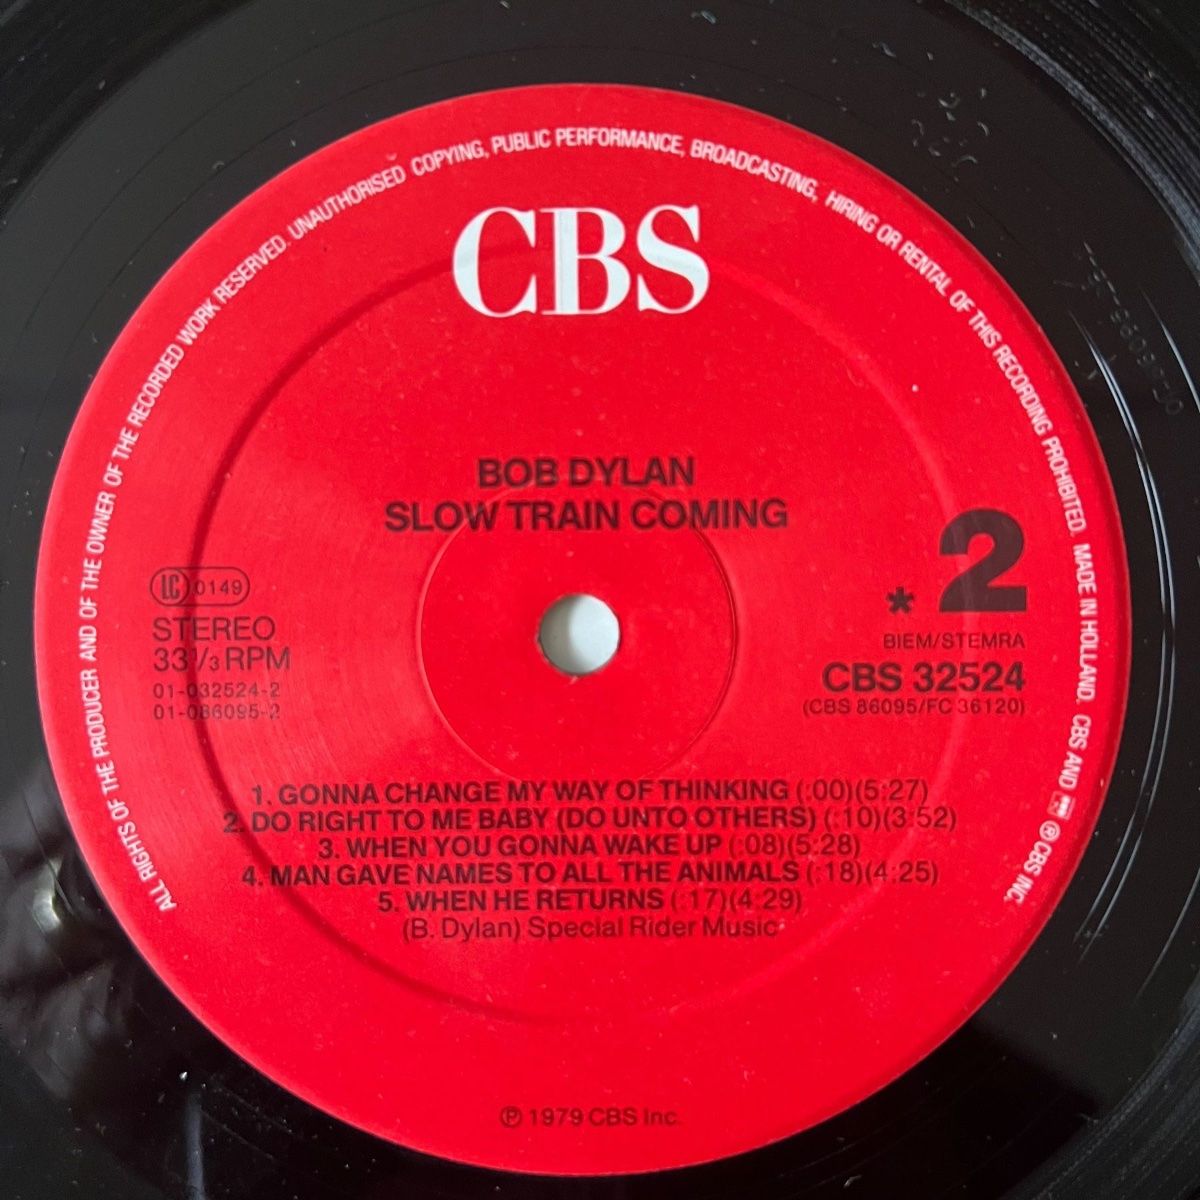 ALL RIGHTS OF THE PRODUCER AND OF THE OWNER OF THE RECORDED WORK RESERVED. UNAUTHORISED COPYING, PUBLIC PERFORMANCE, BROADCASTING, HIRING OR RENTAL OF THIS RECORDING PROHIBITED. MADE IN HOLLAND. CBS AND ® CBS INC.
CBS
BOB DYLAN
SLOW TRAIN COMING
LC 0149
STEREO
33 1/3 RPM
01-032524-2
01-086095-2
* 2
BIEM/STEMRA
CBS 32524
(CBS 86095/FC 36120)
1. GONNA CHANGE MY WAY OF THINKING (:00)(5:27)
2. DO RIGHT TO ME BABY (DO UNTO OTHERS) (:10)(3:52)
3. WHEN YOU GONNA WAKE UP (:08)(5:28)
4. MAN GAVE NAMES TO ALL THE ANIMALS (:18)(4:25)
5. WHEN HE RETURNS (:17)(4:29)
(B. Dylan) Special Rider Music
℗ 1979 CBS Inc.